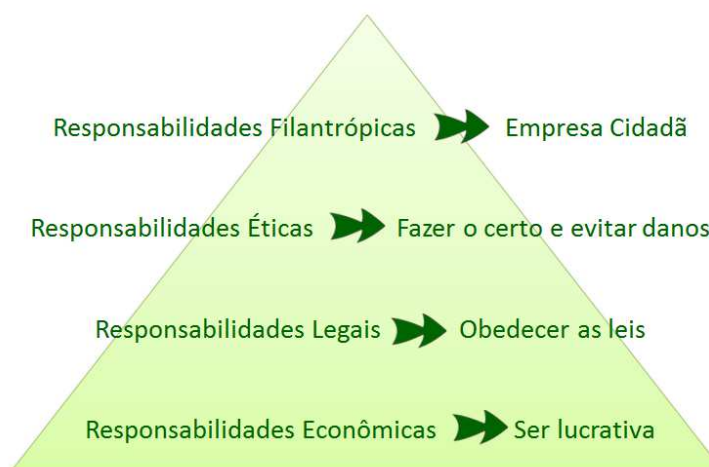 Responsabilidades Filantrópicas Empresa Cidadã
Responsabilidades Éticas Fazer o certo e evitar danos
Responsabilidades Legais Obedecer as leis
Responsabilidades Econômicas Ser lucrativa